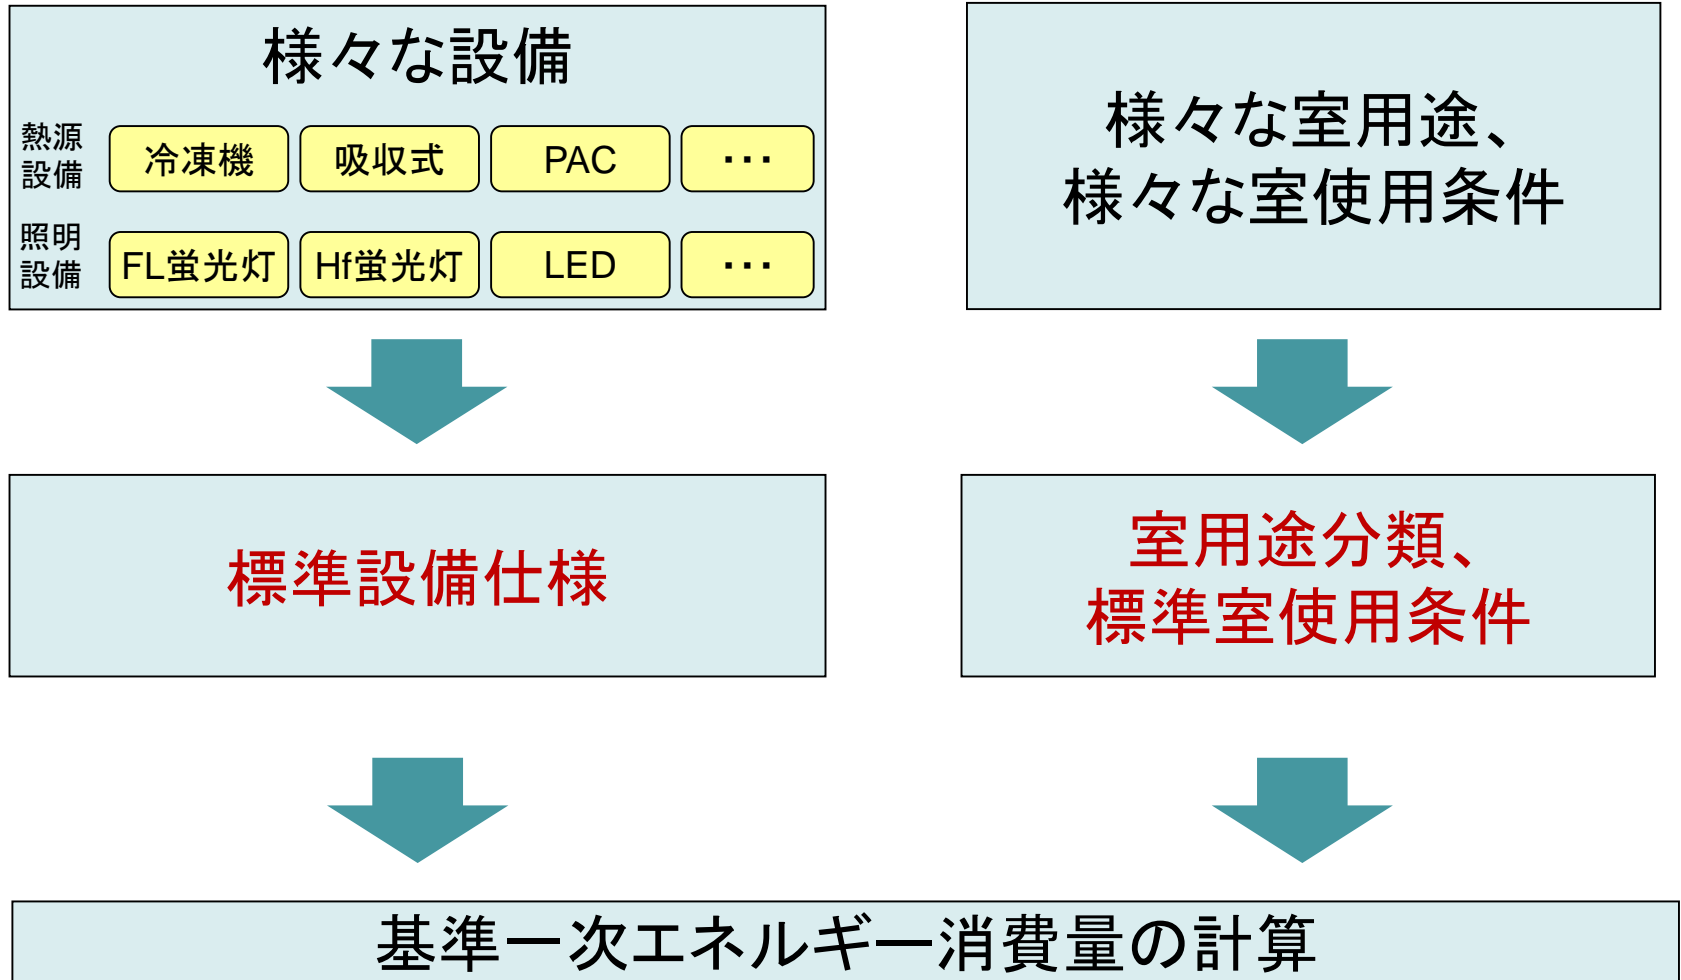 様々な設備
熱源
設備
冷凍機
吸収式
PAC
・・・
照明
設備
FL蛍光灯
Hf蛍光灯
LED
・・・
様々な室用途、
様々な室使用条件
標準設備仕様
室用途分類、
標準室使用条件
基準一次エネルギー消費量の計算